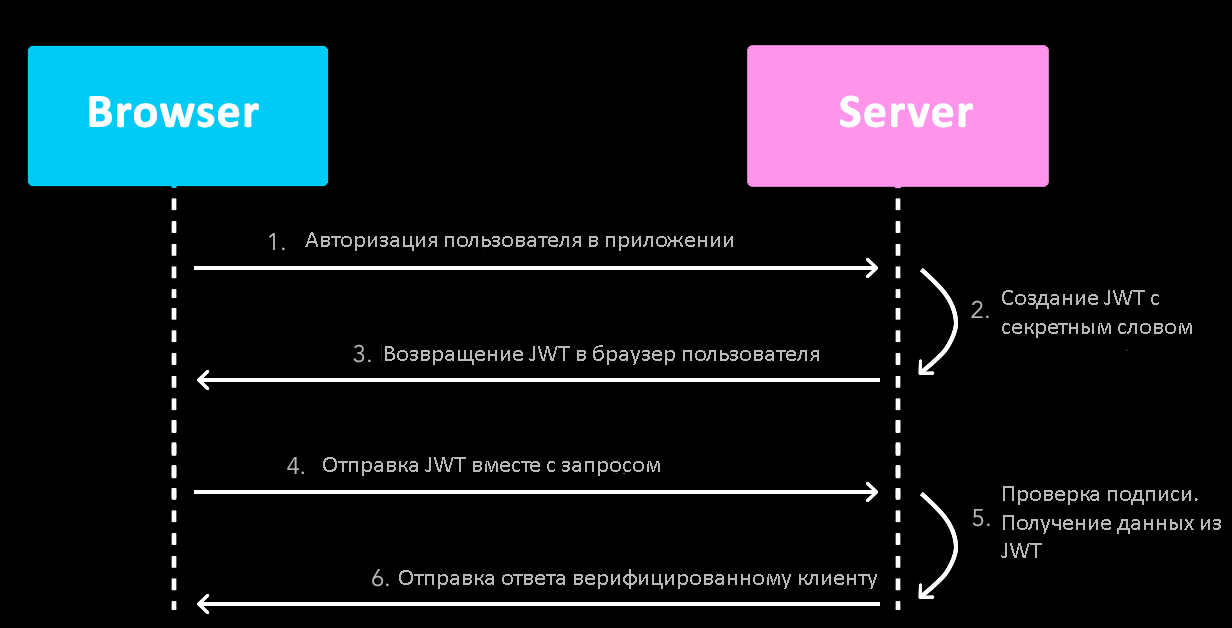 Browser
Server
1. Авторизация пользователя в приложении
2. Создание JWT с
секретным словом
3. Возвращение JWT в браузер пользователя
4. Отправка JWT вместе с запросом
Проверка подписи.
5. Получение данных из
JWT
6. Отправка ответа верифицированному клиенту